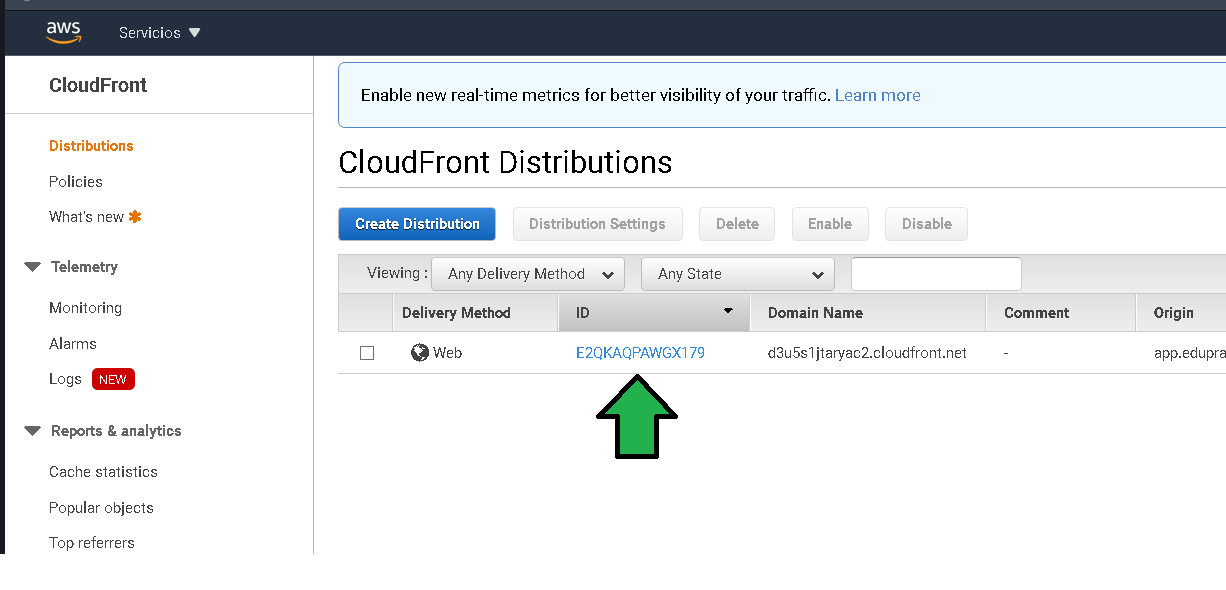 aws
Servicios
CloudFront
Distributions
Policies
What's new
Telemetry
Monitoring
Alarms
Logs NEW
Reports & analytics
Cache statistics
Popular objects
Top referrers
Enable new real-time metrics for better visibility of your traffic. Learn more
CloudFront Distributions
Create Distribution Distribution Settings Delete Enable Disable
Viewing : Any Delivery Method Any State
Delivery Method ID Domain Name Comment Origin
Web E2QKAQPAWGX179 d3u5s1jtaryac2.cloudfront.net - app.edupra